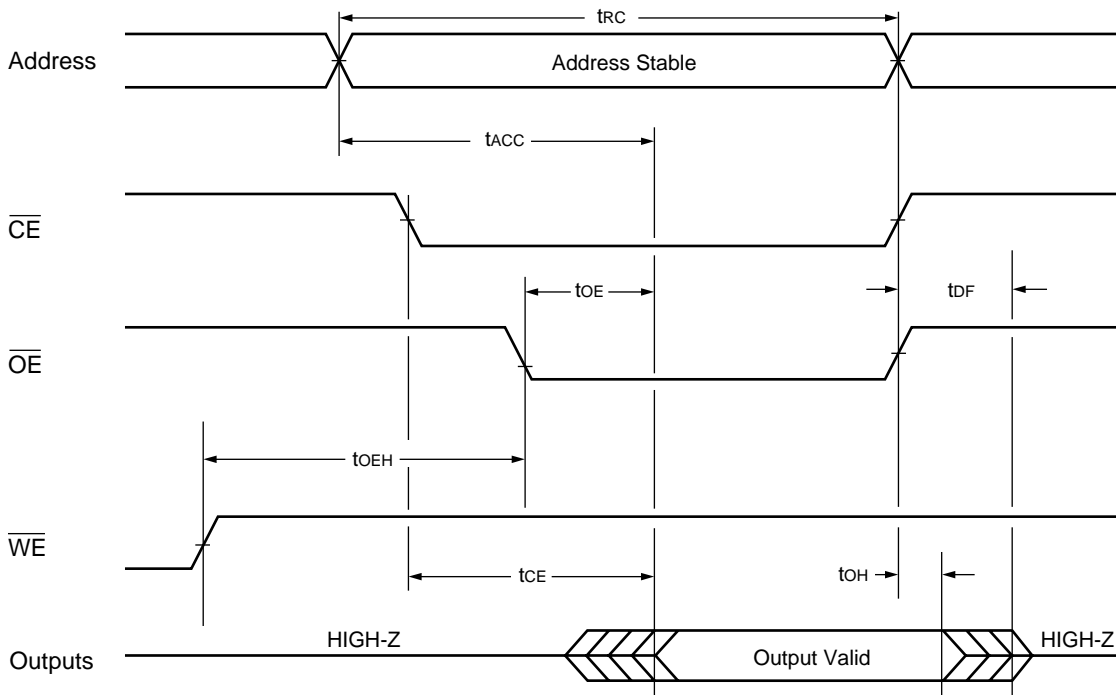 tRC
Address
Address Stable
tACC
CE
tOE
tDF
OE
tOEH
WE
tCE
tOH
HIGH-Z
HIGH-Z
Outputs
Output Valid